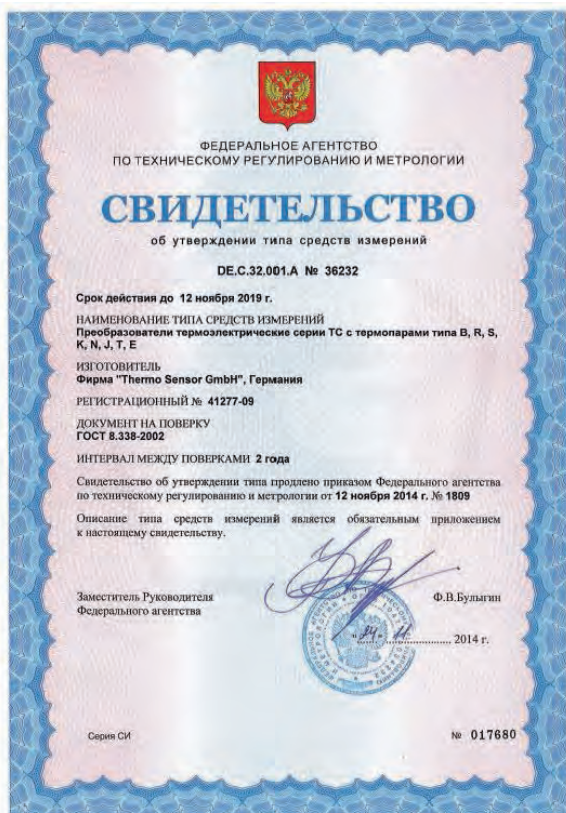 ФЕДЕРАЛЬНОЕ АГЕНТСТВО
ПО ТЕХНИЧЕСКОМУ РЕГУЛИРОВАНИЮ И МЕТРОЛОГИИ
СВИДЕТЕЛЬСТВО
об утверждении типа средств измерений
DE.C.32.001.A № 36232
Срок действия до 12 ноября 2019 г.
НАИМЕНОВАНИЕ ТИПА СРЕДСТВ ИЗМЕРЕНИЙ
Преобразователи термоэлектрические серии ТС с термопарами типа B, R, S,
K, N, J, T, E
ИЗГОТОВИТЕЛЬ
Фирма "Thermo Sensor GmbH", Германия
РЕГИСТРАЦИОННЫЙ № 41277-09
ДОКУМЕНТ НА ПОВЕРКУ
ГОСТ 8.338-2002
ИНТЕРВАЛ МЕЖДУ ПОВЕРКАМИ 2 года
Свидетельство об утверждении типа продлено приказом Федерального агентства
по техническому регулированию и метрологии от 12 ноября 2014 г. № 1809
Описание типа средств измерений является обязательным приложением
к настоящему свидетельству.
Заместитель Руководителя
Федерального агентства
Ф.В.Булыгин
"24" 11 2014 г.
Серия СИ
№ 017680